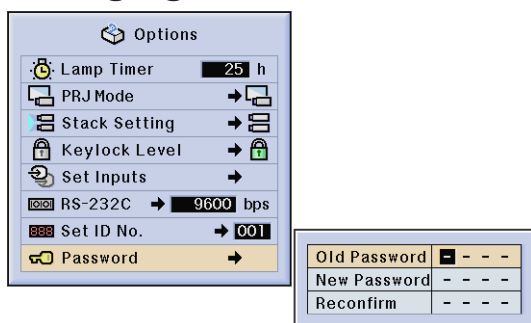 Options
Lamp Timer 25 h
PRJ Mode ➔
Stack Setting ➔
Keylock Level ➔
Set Inputs ➔
RS-232C ➔ 9600 bps
888 Set ID No. ➔ 001
Password ➔
Old Password - - - -
New Password - - - -
Reconfirm - - - -